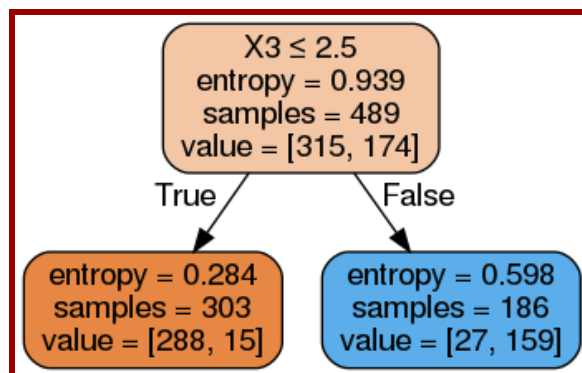 X3 ≤ 2.5
entropy = 0.939
samples = 489
value = [315, 174]
True
False
entropy = 0.284
samples = 303
value = [288, 15]
entropy = 0.598
samples = 186
value = [27, 159]